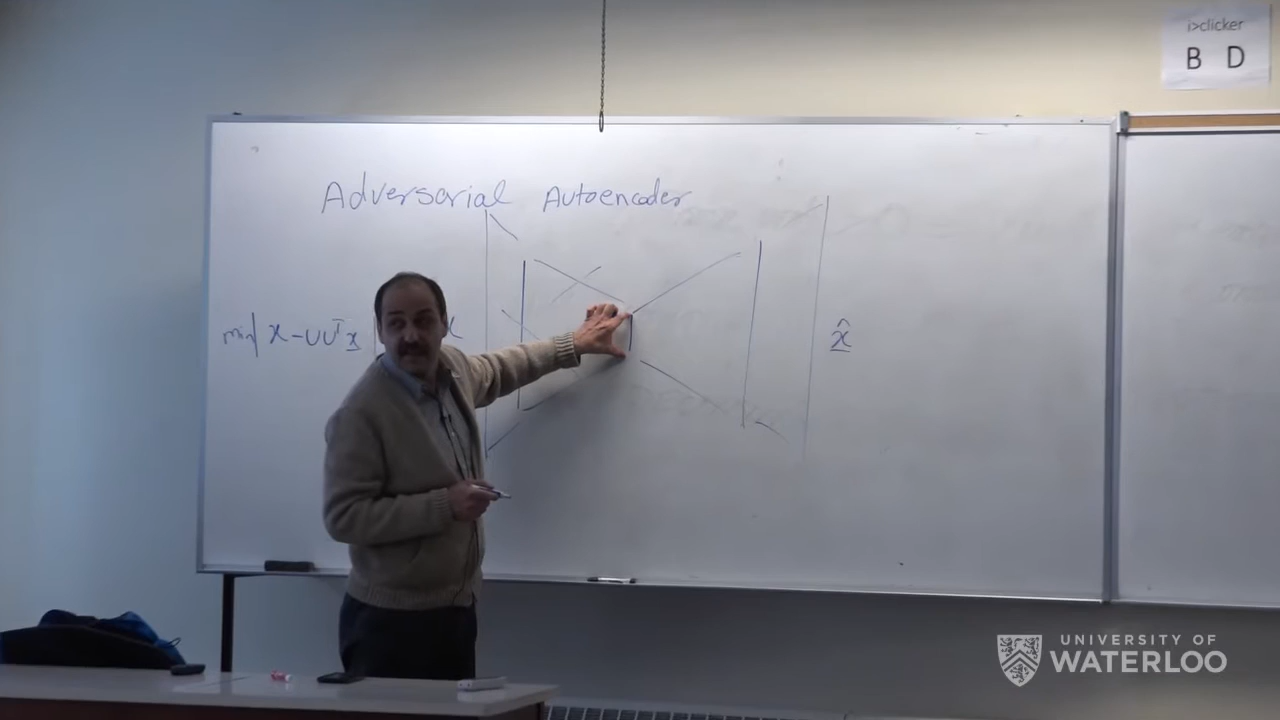 i>clicker
B D
Adversarial Autoencoder
min | x - UUᵀx |
x̂
UNIVERSITY OF
WATERLOO